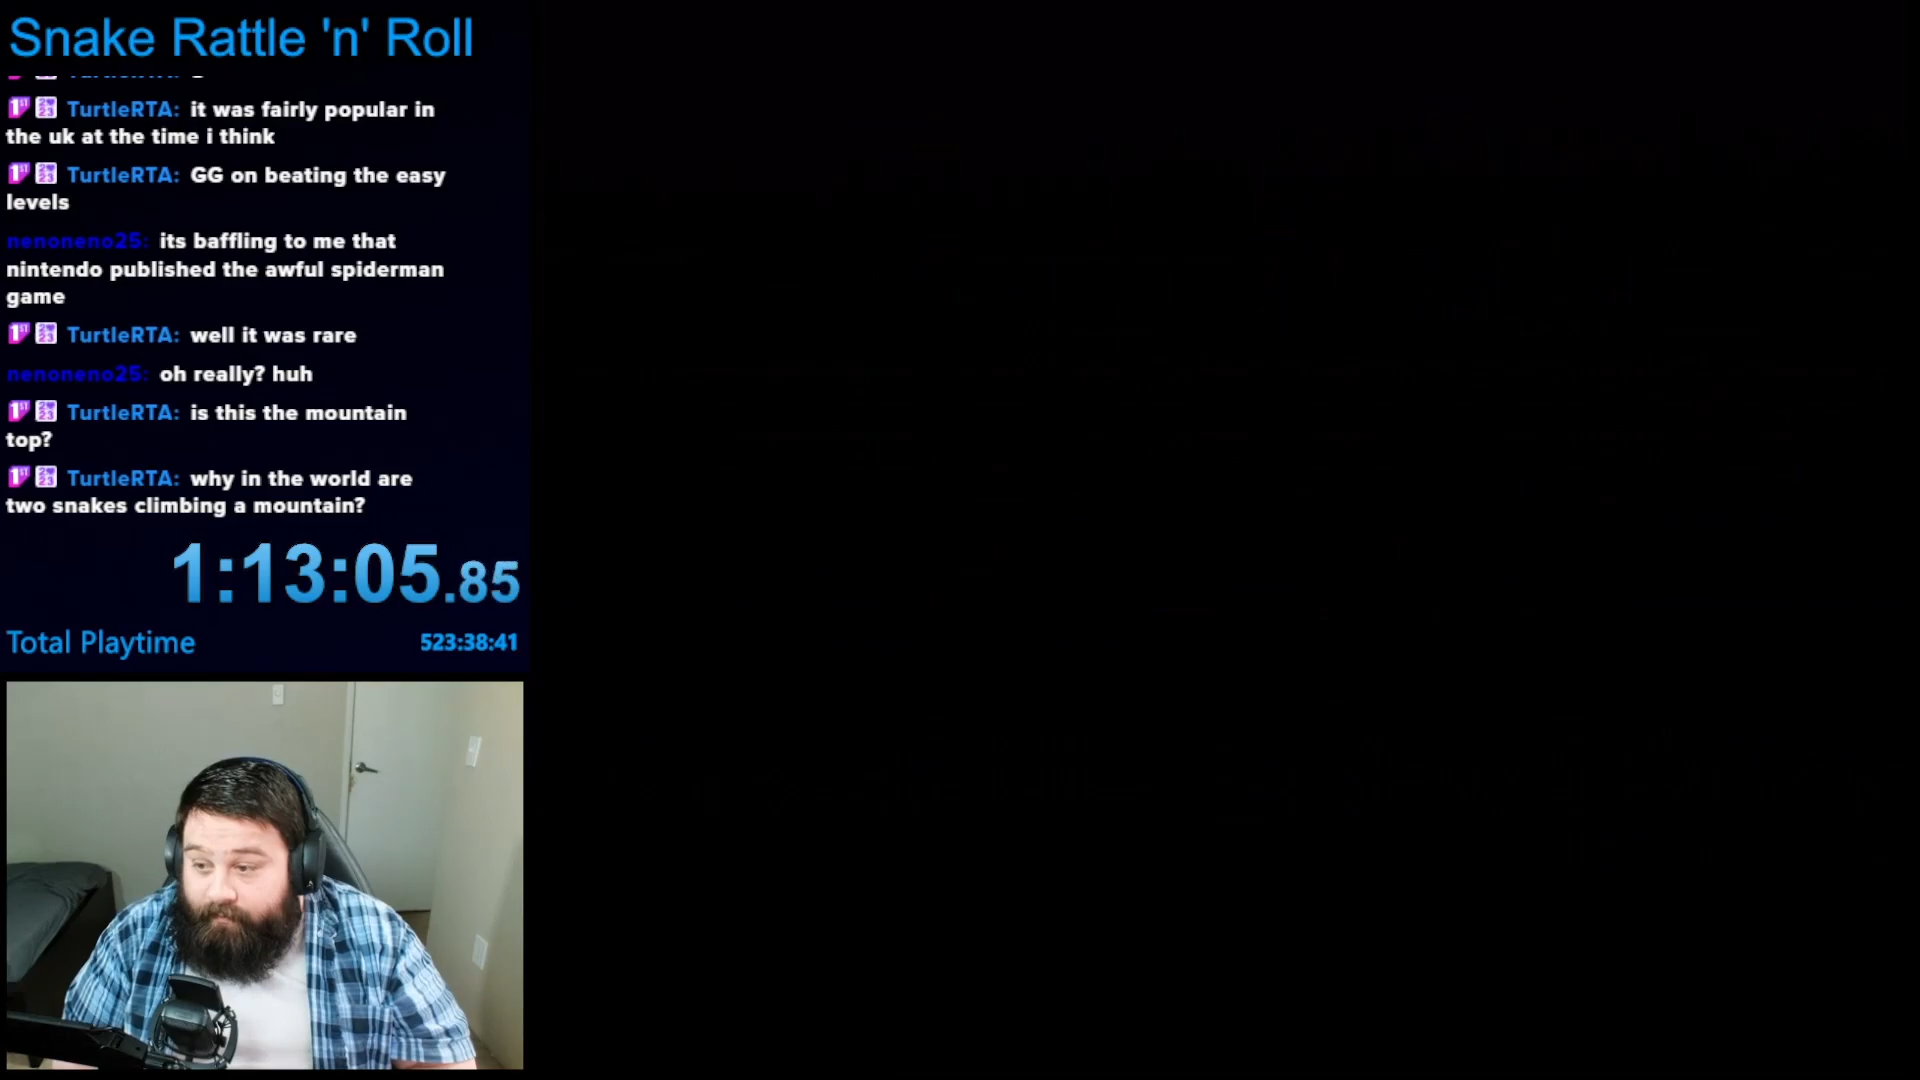 Snake Rattle 'n' Roll
TurtleRTA: it was fairly popular in
the uk at the time i think
TurtleRTA: GG on beating the easy
levels
nenoneno25: its baffling to me that
nintendo published the awful spiderman
game
TurtleRTA: well it was rare
nenoneno25: oh really? huh
TurtleRTA: is this the mountain
top?
TurtleRTA: why in the world are
two snakes climbing a mountain?
1:13:05.85
Total Playtime 523:38:41